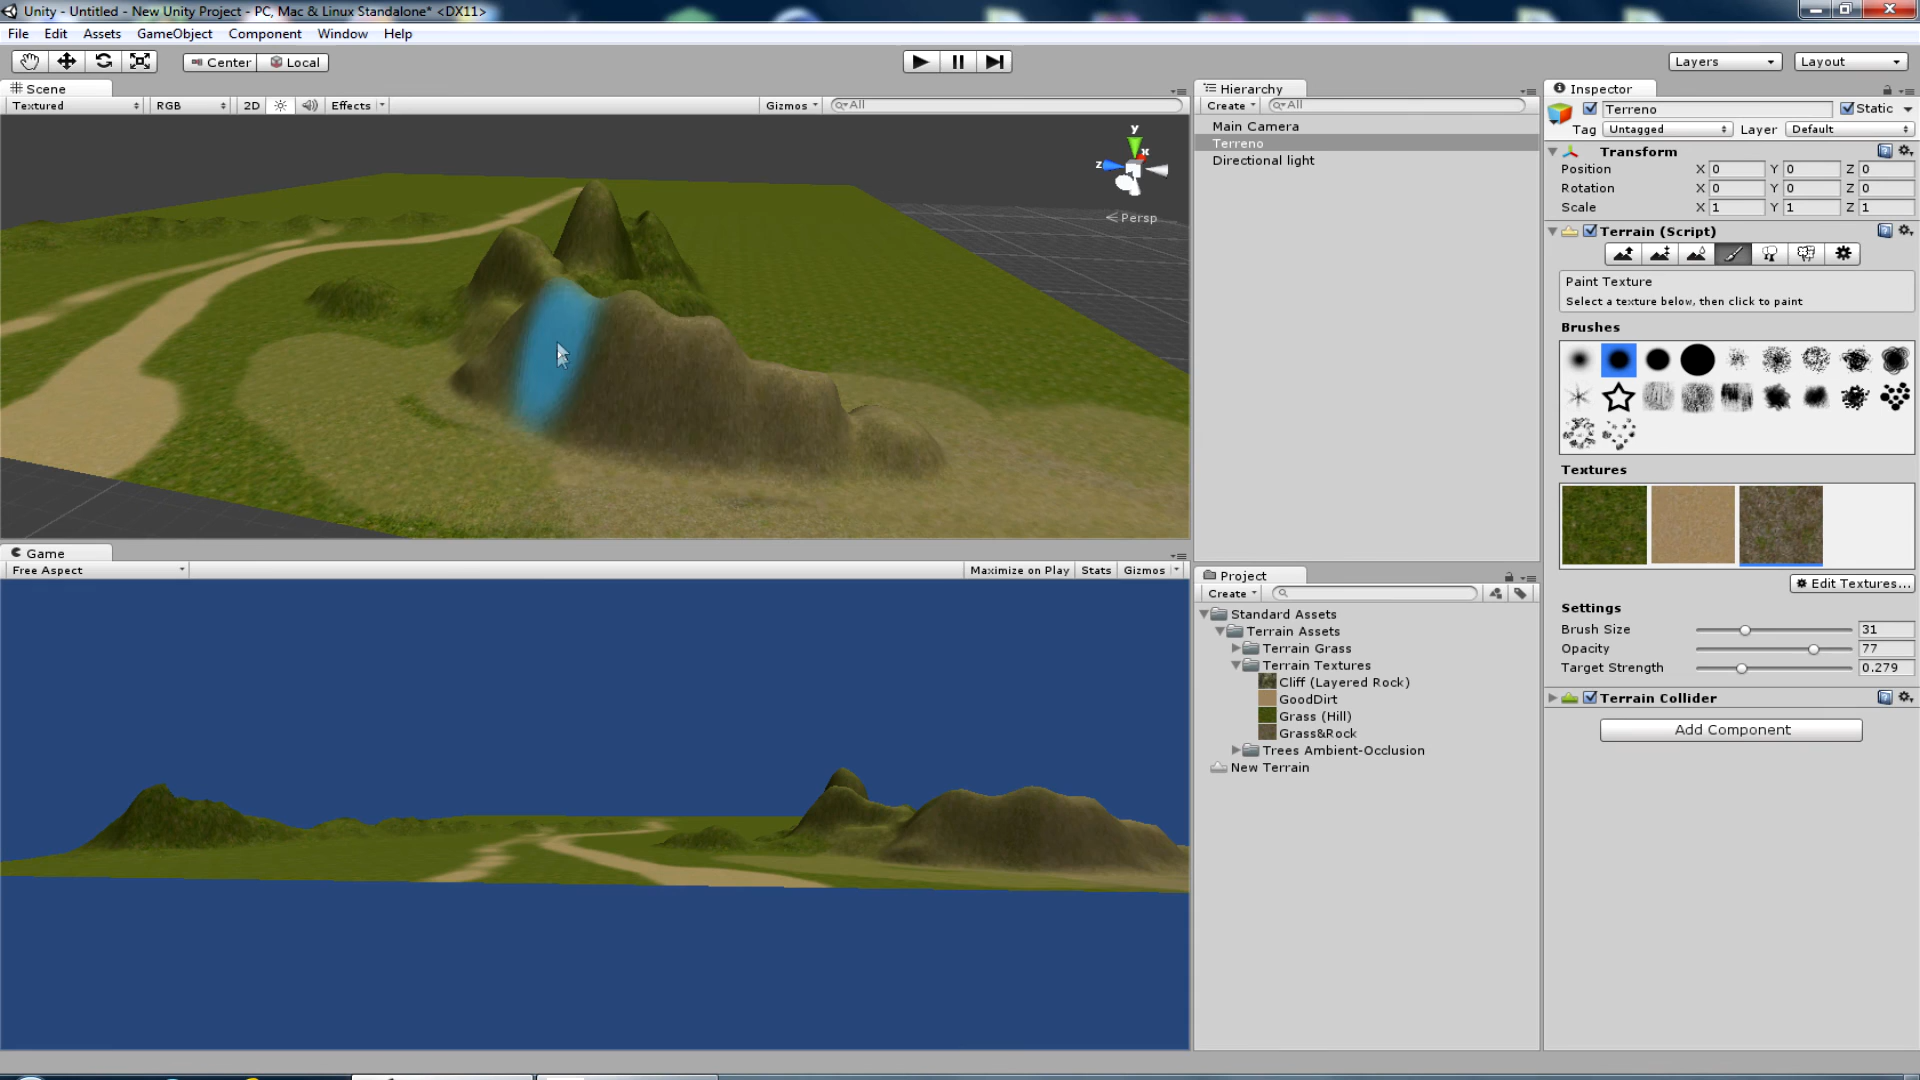 Unity - Untitled - New Unity Project - PC, Mac & Linux Standalone* <DX11>
File Edit Assets GameObject Component Window Help
Center Local Layers Layout
Scene
Textured RGB 2D Effects Gizmos All
y
x
z
Persp
Game
Free Aspect Maximize on Play Stats Gizmos
Hierarchy
Create All
Main Camera
Terreno
Directional light
Project
Create
Standard Assets
Terrain Assets
Terrain Grass
Terrain Textures
Cliff (Layered Rock)
GoodDirt
Grass (Hill)
Grass&Rock
Trees Ambient-Occlusion
New Terrain
Inspector
Terreno Static
Tag Untagged Layer Default
Transform
Position X 0 Y 0 Z 0
Rotation X 0 Y 0 Z 0
Scale X 1 Y 1 Z 1
Terrain (Script)
Paint Texture
Select a texture below, then click to paint
Brushes
Textures
Edit Textures...
Settings
Brush Size 31
Opacity 77
Target Strength 0.279
Terrain Collider
Add Component